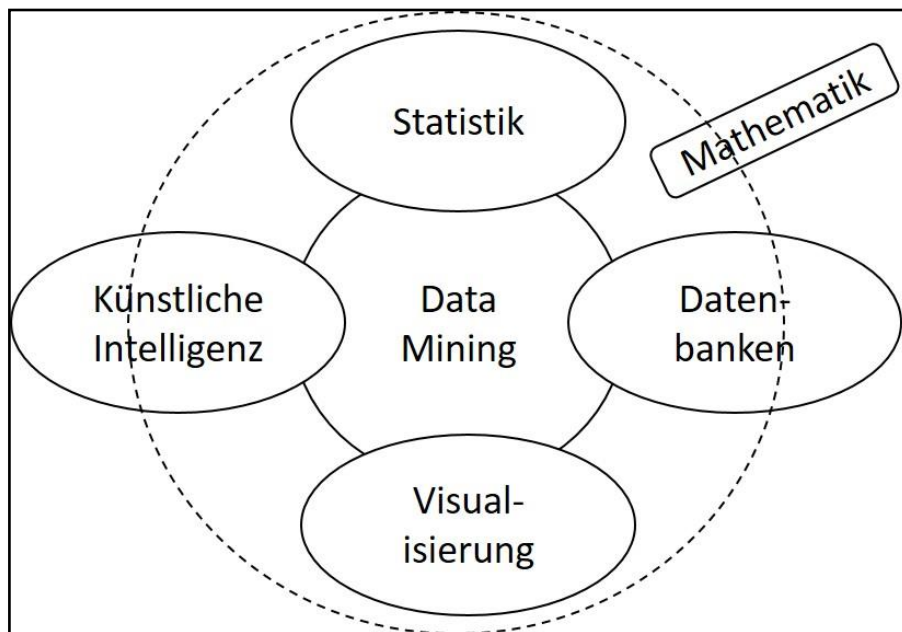 Statistik
Mathematik
Künstliche
Intelligenz
Data
Mining
Daten-
banken
Visual-
isierung